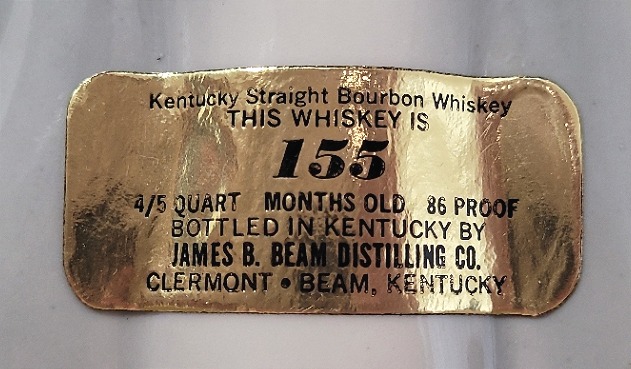 Kentucky Straight Bourbon Whiskey
THIS WHISKEY IS
155
4/5 QUART MONTHS OLD 86 PROOF
BOTTLED IN KENTUCKY BY
JAMES B. BEAM DISTILLING CO.
CLERMONT • BEAM, KENTUCKY